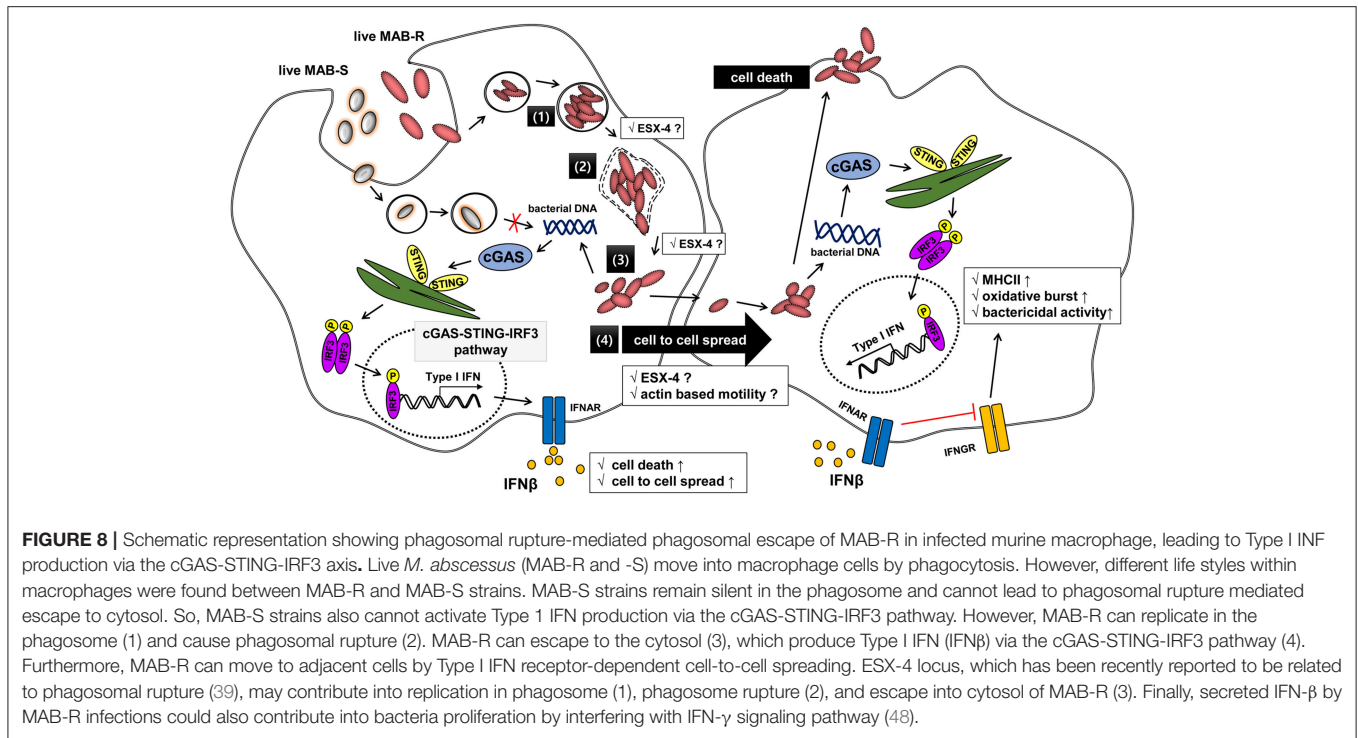 live MAB-R
live MAB-S
(1)
√ ESX-4 ?
(2)
bacterial DNA
√ ESX-4 ?
cGAS
(3)
STING
STING
P P
IRF3 IRF3
cGAS-STING-IRF3
pathway
P
IRF3
Type I IFN
(4) cell to cell spread
√ ESX-4 ?
√ actin based motility ?
IFNAR
IFNβ
√ cell death ↑
√ cell to cell spread ↑
cell death
cGAS
STING
STING
bacterial DNA
P
P
IRF3
IRF3
P
IRF3
Type I IFN
√ MHCII ↑
√ oxidative burst ↑
√ bactericidal activity↑
IFNAR
IFNGR
IFNβ
FIGURE 8 | Schematic representation showing phagosomal rupture-mediated phagosomal escape of MAB-R in infected murine macrophage, leading to Type I INF
production via the cGAS-STING-IRF3 axis. Live M. abscessus (MAB-R and -S) move into macrophage cells by phagocytosis. However, different life styles within
macrophages were found between MAB-R and MAB-S strains. MAB-S strains remain silent in the phagosome and cannot lead to phagosomal rupture mediated
escape to cytosol. So, MAB-S strains also cannot activate Type 1 IFN production via the cGAS-STING-IRF3 pathway. However, MAB-R can replicate in the
phagosome (1) and cause phagosomal rupture (2). MAB-R can escape to the cytosol (3), which produce Type I IFN (IFNβ) via the cGAS-STING-IRF3 pathway (4).
Furthermore, MAB-R can move to adjacent cells by Type I IFN receptor-dependent cell-to-cell spreading. ESX-4 locus, which has been recently reported to be related
to phagosomal rupture (39), may contribute into replication in phagosome (1), phagosome rupture (2), and escape into cytosol of MAB-R (3). Finally, secreted IFN-β by
MAB-R infections could also contribute into bacteria proliferation by interfering with IFN-γ signaling pathway (48).